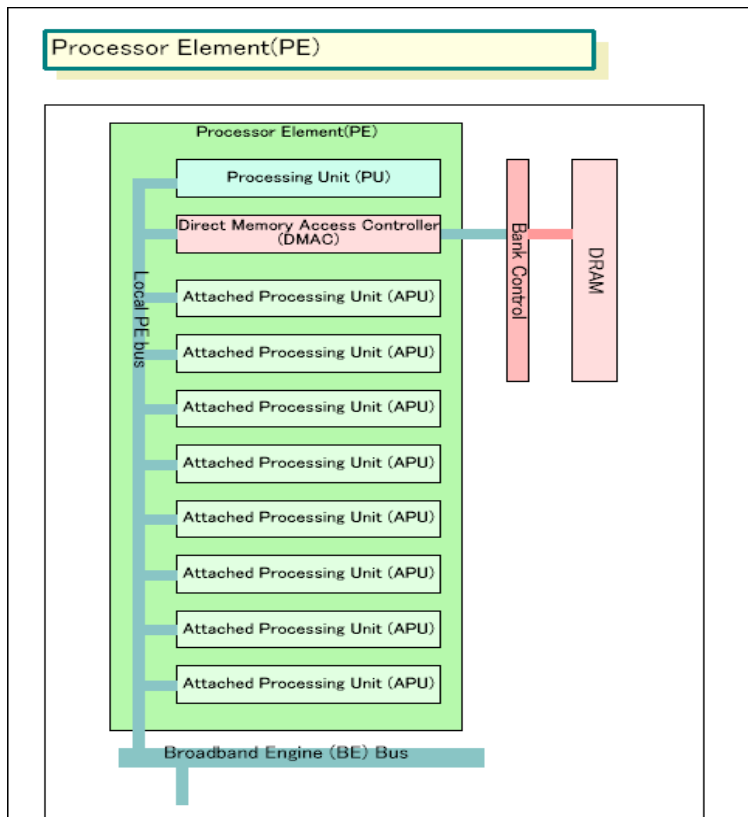 Processor Element(PE)
Processor Element(PE)
Processing Unit (PU)
Direct Memory Access Controller
(DMAC)
Local PE bus
Bank Control
DRAM
Attached Processing Unit (APU)
Attached Processing Unit (APU)
Attached Processing Unit (APU)
Attached Processing Unit (APU)
Attached Processing Unit (APU)
Attached Processing Unit (APU)
Attached Processing Unit (APU)
Attached Processing Unit (APU)
Broadband Engine (BE) Bus